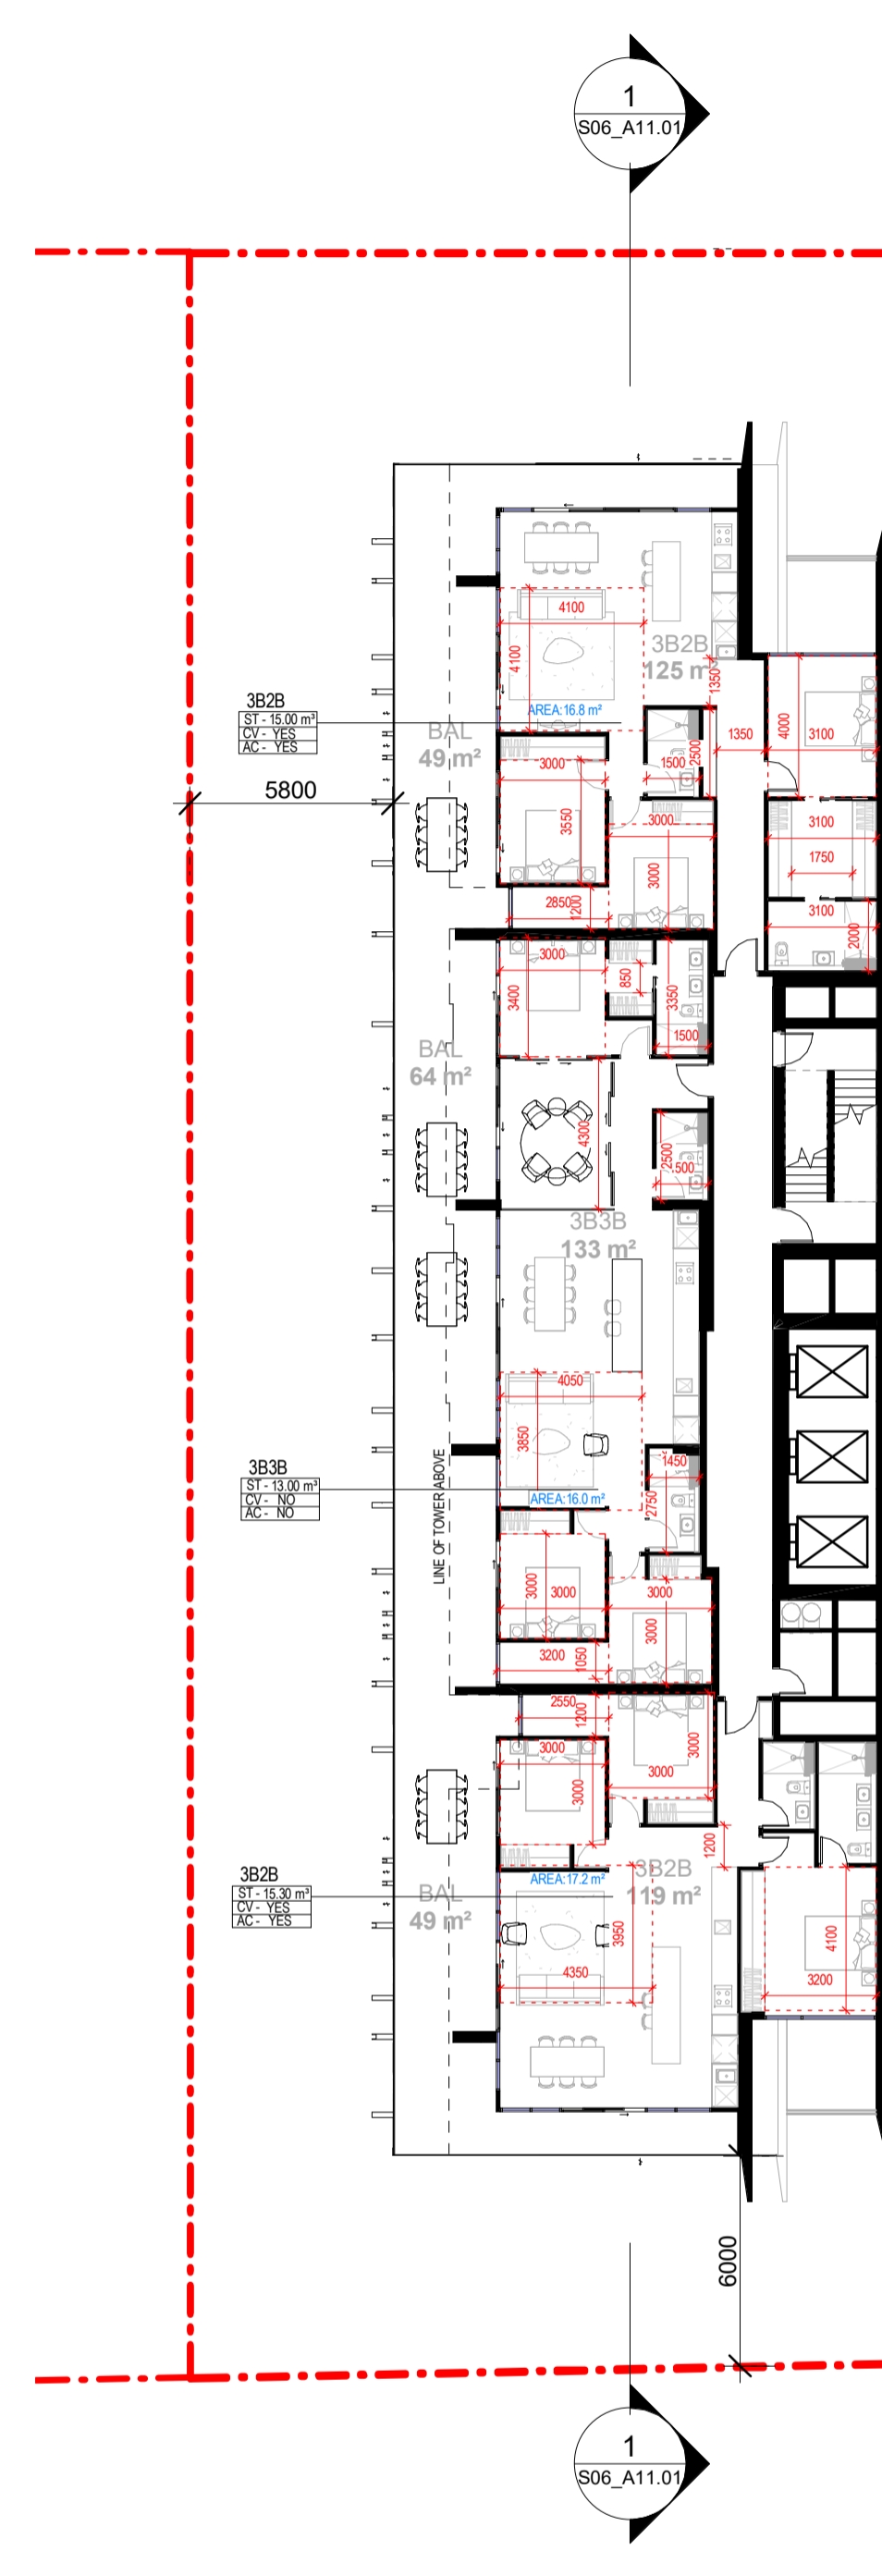 1
S06_A11.01
4100
4100
3B2B
125 m²
1350
3B2B
ST - 15.00 m³
CV - YES
AC - YES
AREA: 16.8 m²
BAL
49 m²
1350
4000
3100
2500
1500
3000
5800
3550
3000
3100
1750
3000
2850
1200
3100
2000
3000
3400
850
3350
1500
BAL
64 m²
4300
2500
.500
3B3B
133 m²
4050
3850
LINE OF TOWER ABOVE
3B3B
ST - 13.00 m³
CV - NO
AC - NO
AREA: 16.0 m²
1450
2750
3000
3000
3000
3000
3200
1050
2550
1200
3000
3000
3000
3000
1200
3B2B
119 m²
3B2B
ST - 15.30 m³
CV - YES
AC - YES
AREA: 17.2 m²
BAL
49 m²
3950
4350
4100
3200
6000
1
S06_A11.01